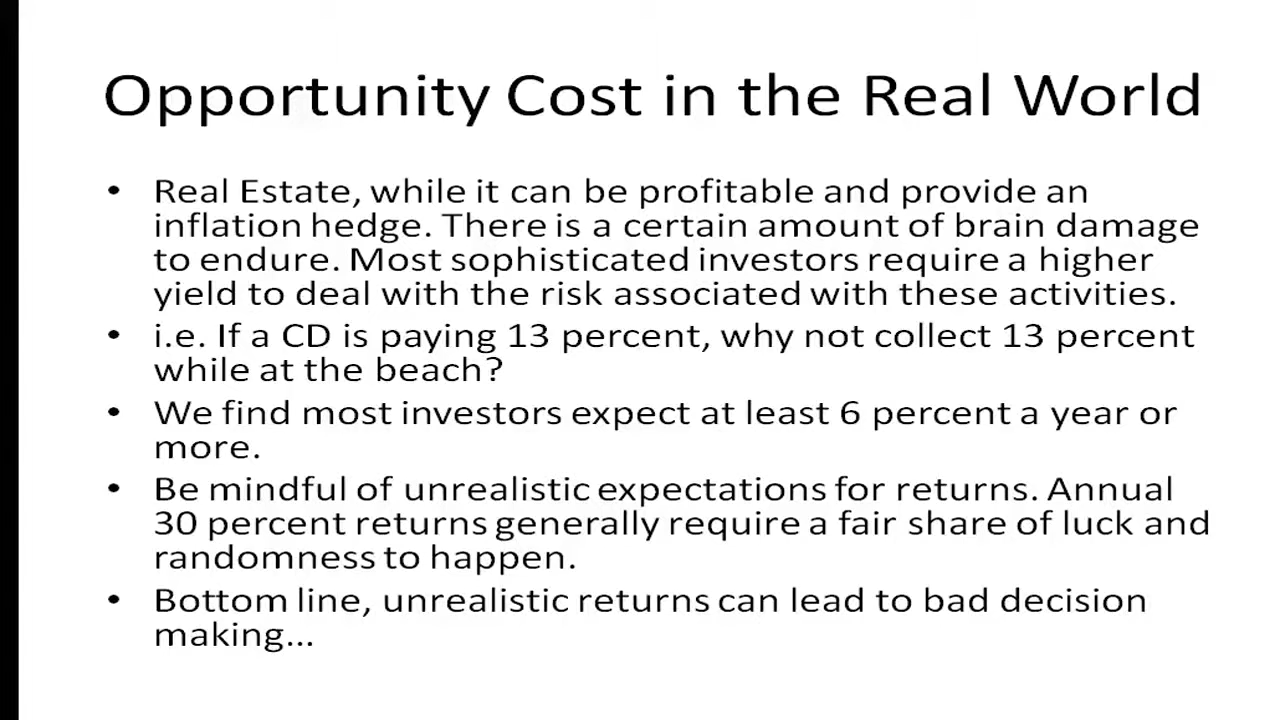 Opportunity Cost in the Real World
• Real Estate, while it can be profitable and provide an
inflation hedge. There is a certain amount of brain damage
to endure. Most sophisticated investors require a higher
yield to deal with the risk associated with these activities.
• i.e. If a CD is paying 13 percent, why not collect 13 percent
while at the beach?
• We find most investors expect at least 6 percent a year or
more.
• Be mindful of unrealistic expectations for returns. Annual
30 percent returns generally require a fair share of luck and
randomness to happen.
• Bottom line, unrealistic returns can lead to bad decision
making...